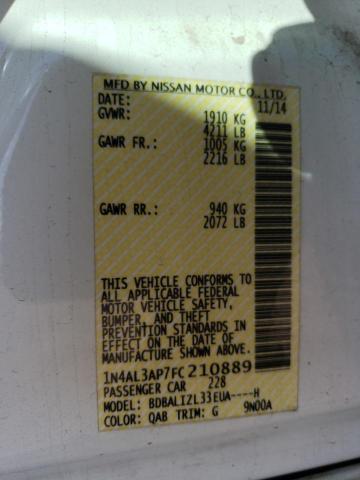 MFD BY NISSAN MOTOR CO., LTD.
DATE: 11/14
GVWR: 1910 KG
4211 LB
GAWR FR.: 1005 KG
2216 LB
GAWR RR.: 940 KG
2072 LB
THIS VEHICLE CONFORMS TO
ALL APPLICABLE FEDERAL
MOTOR VEHICLE SAFETY,
BUMPER, AND THEFT
PREVENTION STANDARDS IN
EFFECT ON THE DATE OF
MANUFACTURE SHOWN ABOVE.
1N4AL3AP7FC210889
PASSENGER CAR 228
MODEL: BDBALIZL33EUA----H
COLOR: QAB TRIM: G 9N00A